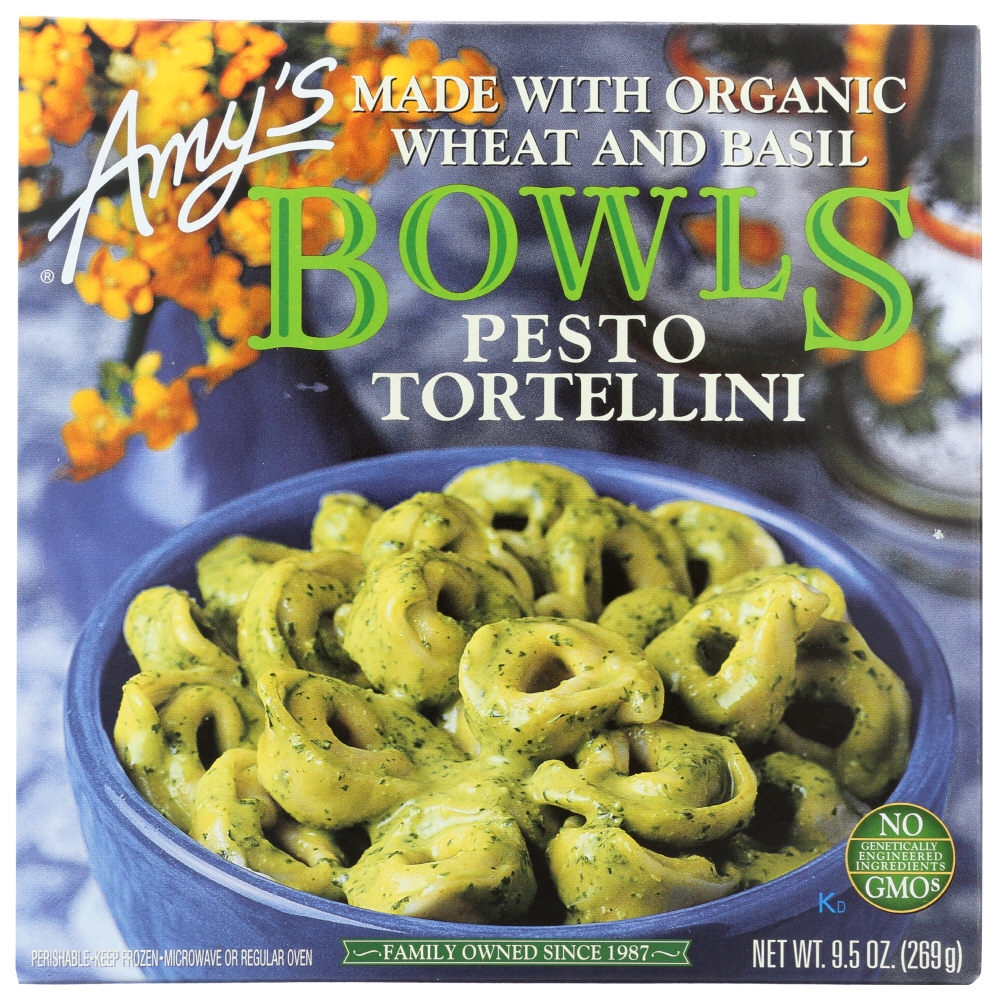 Amy's
®
MADE WITH ORGANIC
WHEAT AND BASIL
BOWLS
PESTO
TORTELLINI
NO
GENETICALLY
ENGINEERED
INGREDIENTS
GMOs
KD
PERISHABLE•KEEP FROZEN•MICROWAVE OR REGULAR OVEN
FAMILY OWNED SINCE 1987
NET WT. 9.5 OZ. (269g)